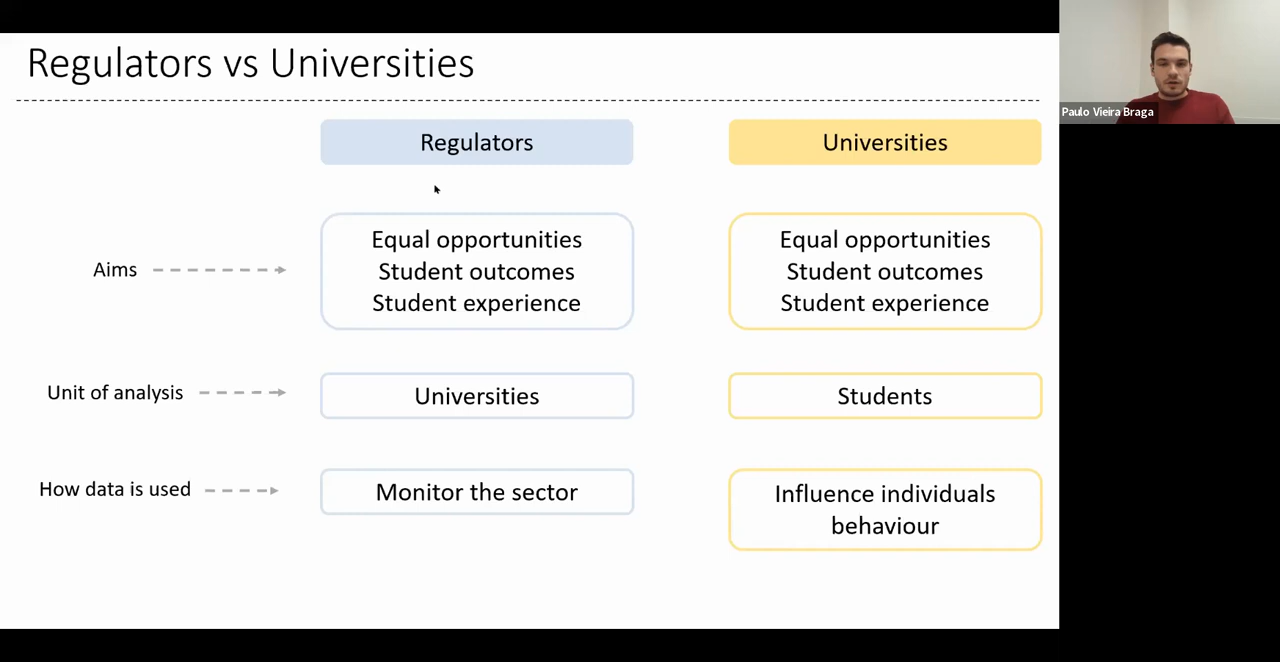 Regulators vs Universities
Paulo Vieira Braga
Regulators
Universities
Aims
Equal opportunities
Student outcomes
Student experience
Equal opportunities
Student outcomes
Student experience
Unit of analysis
Universities
Students
How data is used
Monitor the sector
Influence individuals
behaviour